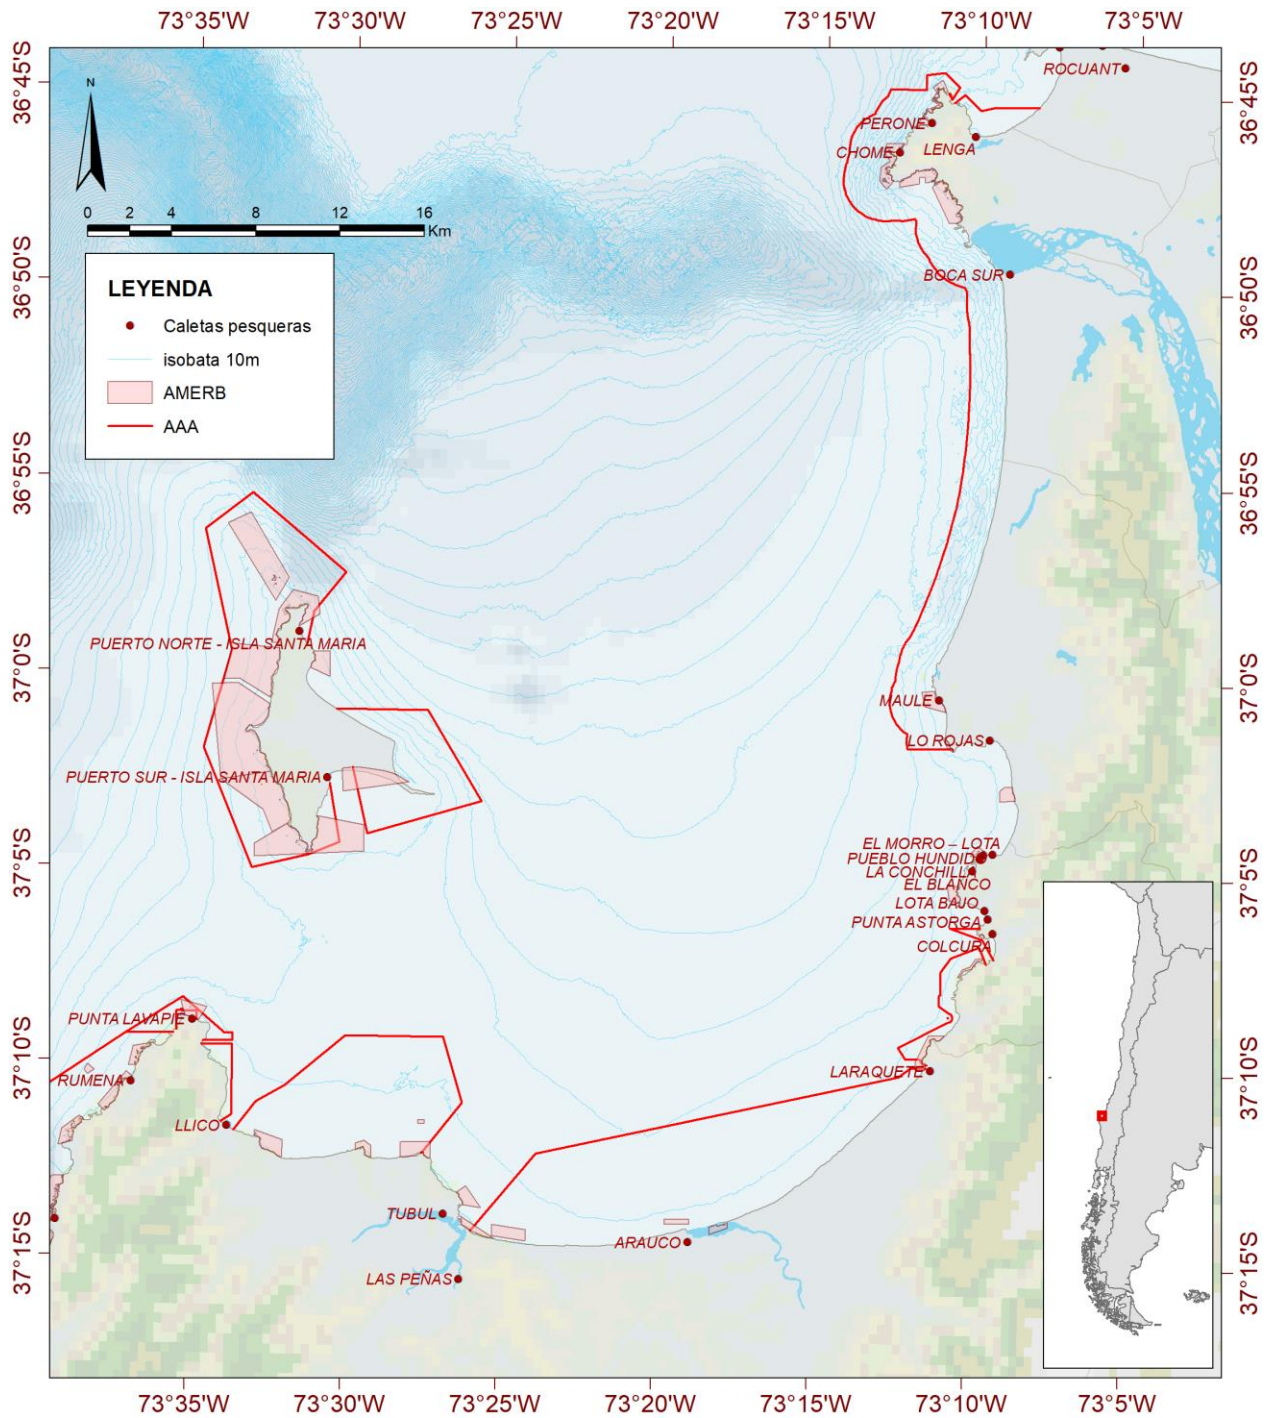 73°35'W 73°30'W 73°25'W 73°20'W 73°15'W 73°10'W 73°5'W
ROCUANT
36°45'S
36°45'S
N
PERONE
LENGA
CHOME
0 2 4 8 12 16
Km
36°50'S
BOCA SUR
36°50'S
LEYENDA
Caletas pesqueras
isobata 10m
AMERB
AAA
36°55'S
36°55'S
PUERTO NORTE - ISLA SANTA MARIA
37°0'S
37°0'S
MAULE
LO ROJAS
PUERTO SUR - ISLA SANTA MARIA
EL MORRO – LOTA
PUEBLO HUNDID
37°5'S
LA CONCHILLA
EL BLANCO
37°5'S
LOTA BAJO
PUNTA ASTORGA
COLCURA
PUNTA LAVAPIE
37°10'S
LARAQUETE
RUMENA
37°10'S
LLICO
TUBUL
ARAUCO
37°15'S
LAS PEÑAS
37°15'S
73°35'W 73°30'W 73°25'W 73°20'W 73°15'W 73°10'W 73°5'W